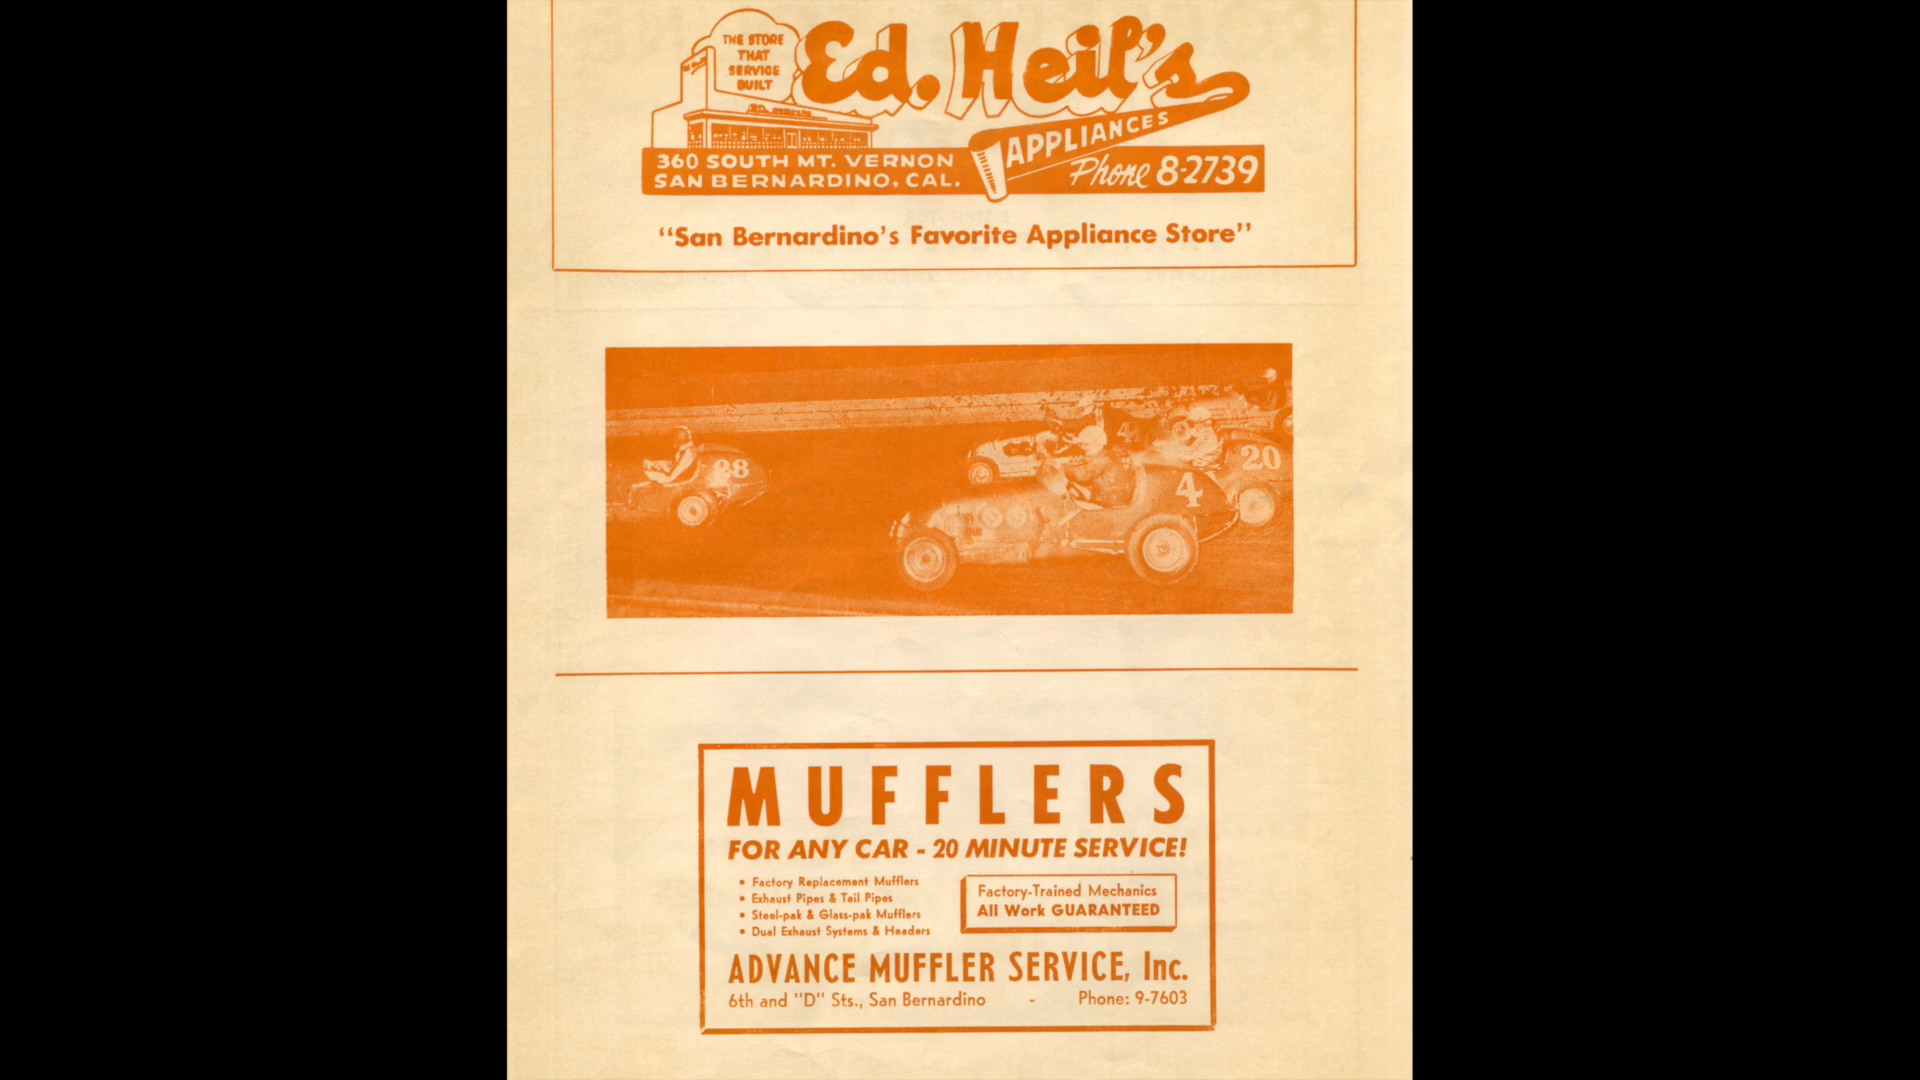 THE STORE
THAT
SERVICE
BUILT
Ed. Heil's
APPLIANCES
360 SOUTH MT. VERNON
SAN BERNARDINO, CAL.
Phone 8-2739
"San Bernardino's Favorite Appliance Store"
28
4
20
4
MUFFLERS
FOR ANY CAR - 20 MINUTE SERVICE!
• Factory Replacement Mufflers
• Exhaust Pipes & Tail Pipes
• Steel-pak & Glass-pak Mufflers
• Dual Exhaust Systems & Headers
Factory-Trained Mechanics
All Work GUARANTEED
ADVANCE MUFFLER SERVICE, Inc.
6th and "D" Sts., San Bernardino - Phone: 9-7603